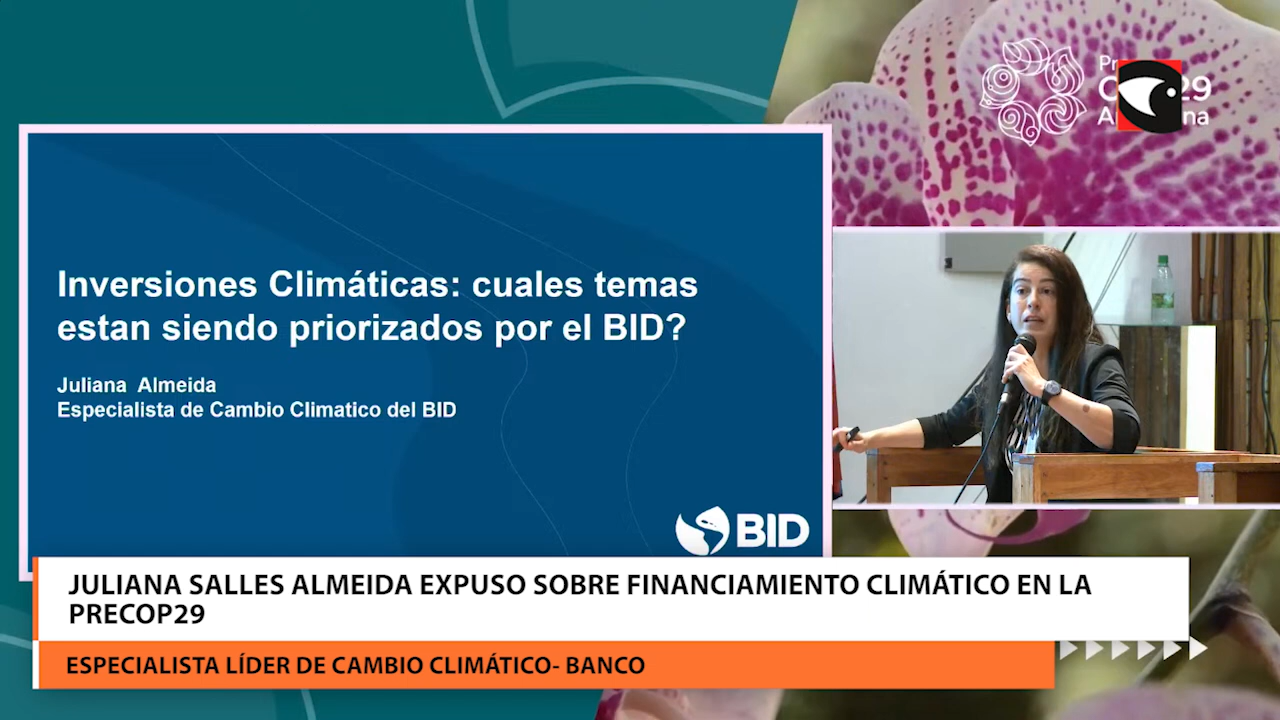 Inversiones Climáticas: cuales temas
estan siendo priorizados por el BID?
Juliana Almeida
Especialista de Cambio Climatico del BID
BID
JULIANA SALLES ALMEIDA EXPUSO SOBRE FINANCIAMIENTO CLIMÁTICO EN LA
PRECOP29
ESPECIALISTA LÍDER DE CAMBIO CLIMÁTICO- BANCO